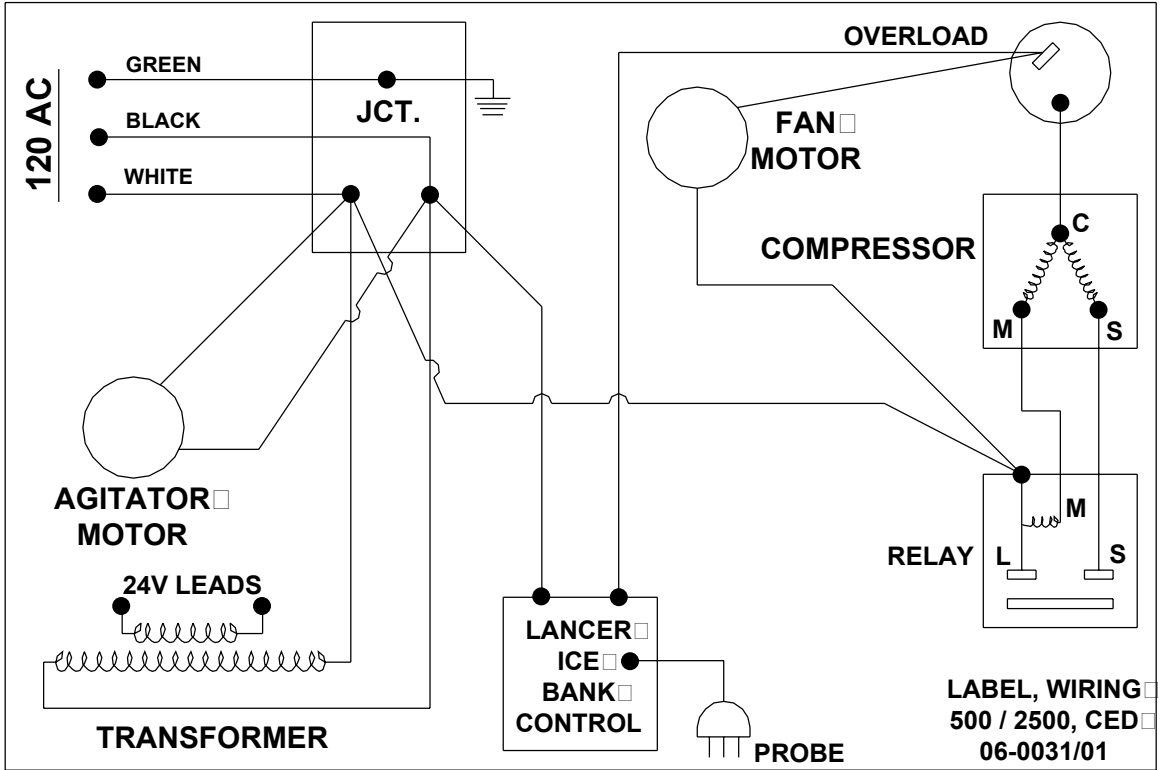 120 AC
GREEN
BLACK
WHITE
JCT.
OVERLOAD
FAN□
MOTOR
COMPRESSOR
C
M
S
AGITATOR□
MOTOR
24V LEADS
TRANSFORMER
LANCER□
ICE□
BANK□
CONTROL
PROBE
RELAY
M
L
S
LABEL, WIRING□
500 / 2500, CED□
06-0031/01